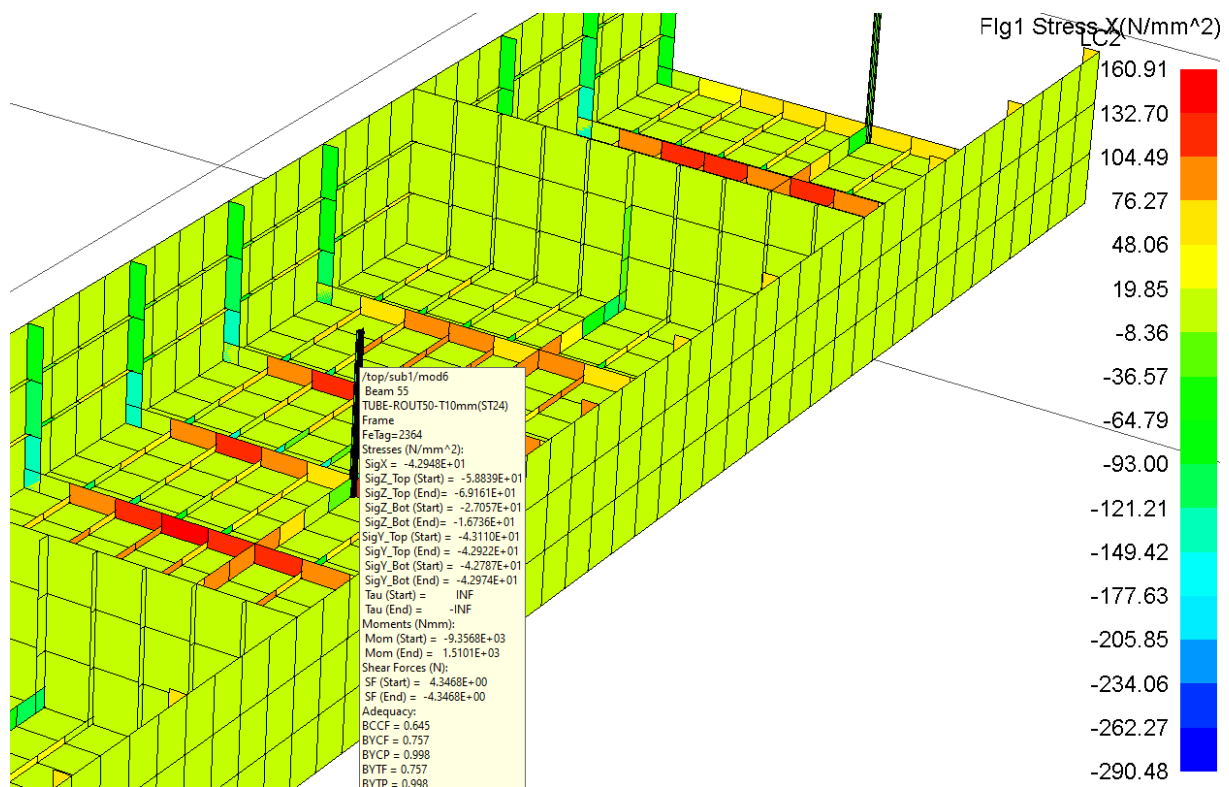 Flg1 Stress X(N/mm^2)
LC2
160.91
132.70
104.49
76.27
48.06
19.85
-8.36
-36.57
-64.79
-93.00
-121.21
-149.42
-177.63
-205.85
-234.06
-262.27
-290.48
/top/sub1/mod6
Beam 55
TUBE-ROUT50-T10mm(ST24)
Frame
FeTag=2364
Stresses (N/mm^2):
SigX = -4.2948E+01
SigZ_Top (Start) = -5.8839E+01
SigZ_Top (End)= -6.9161E+01
SigZ_Bot (Start) = -2.7057E+01
SigZ_Bot (End)= -1.6736E+01
SigY_Top (Start) = -4.3110E+01
SigY_Top (End) = -4.2922E+01
SigY_Bot (Start) = -4.2787E+01
SigY_Bot (End) = -4.2974E+01
Tau (Start) = INF
Tau (End) = -INF
Moments (Nmm):
Mom (Start) = -9.3568E+03
Mom (End) = 1.5101E+03
Shear Forces (N):
SF (Start) = 4.3468E+00
SF (End) = -4.3468E+00
Adequacy:
BCCF = 0.645
BYCF = 0.757
BYCP = 0.998
BYTF = 0.757
BYTP = 0.998